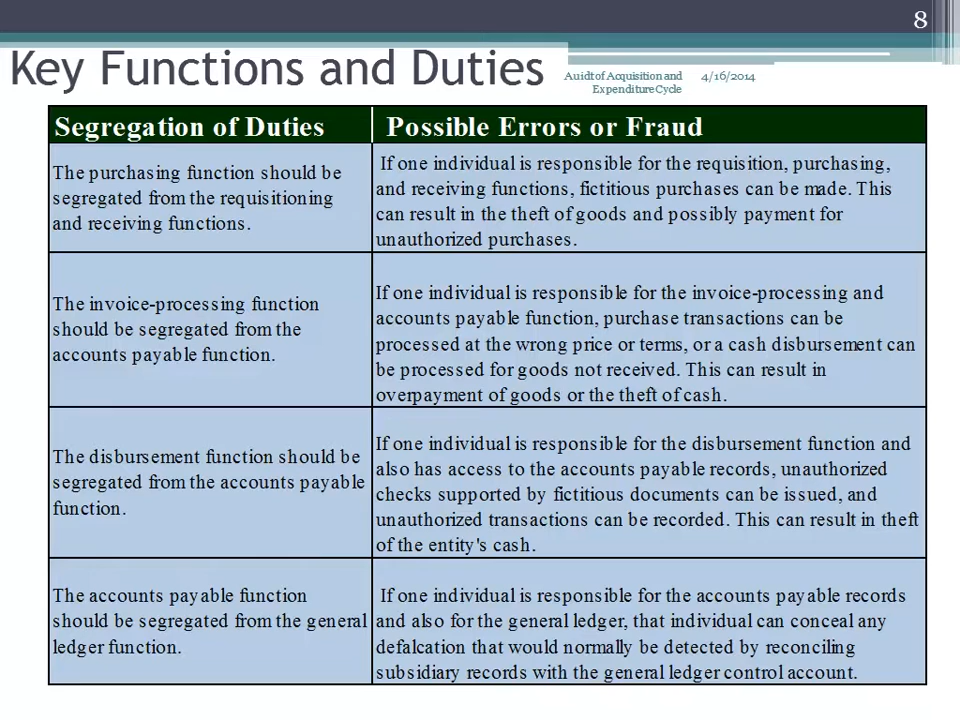 8
Key Functions and Duties
Auidt of Acquisition and
Expenditure Cycle
4/16/2014
Segregation of Duties
Possible Errors or Fraud
The purchasing function should be
segregated from the requisitioning
and receiving functions.
If one individual is responsible for the requisition, purchasing,
and receiving functions, fictitious purchases can be made. This
can result in the theft of goods and possibly payment for
unauthorized purchases.
The invoice-processing function
should be segregated from the
accounts payable function.
If one individual is responsible for the invoice-processing and
accounts payable function, purchase transactions can be
processed at the wrong price or terms, or a cash disbursement can
be processed for goods not received. This can result in
overpayment of goods or the theft of cash.
The disbursement function should be
segregated from the accounts payable
function.
If one individual is responsible for the disbursement function and
also has access to the accounts payable records, unauthorized
checks supported by fictitious documents can be issued, and
unauthorized transactions can be recorded. This can result in theft
of the entity's cash.
The accounts payable function
should be segregated from the general
ledger function.
If one individual is responsible for the accounts payable records
and also for the general ledger, that individual can conceal any
defalcation that would normally be detected by reconciling
subsidiary records with the general ledger control account.